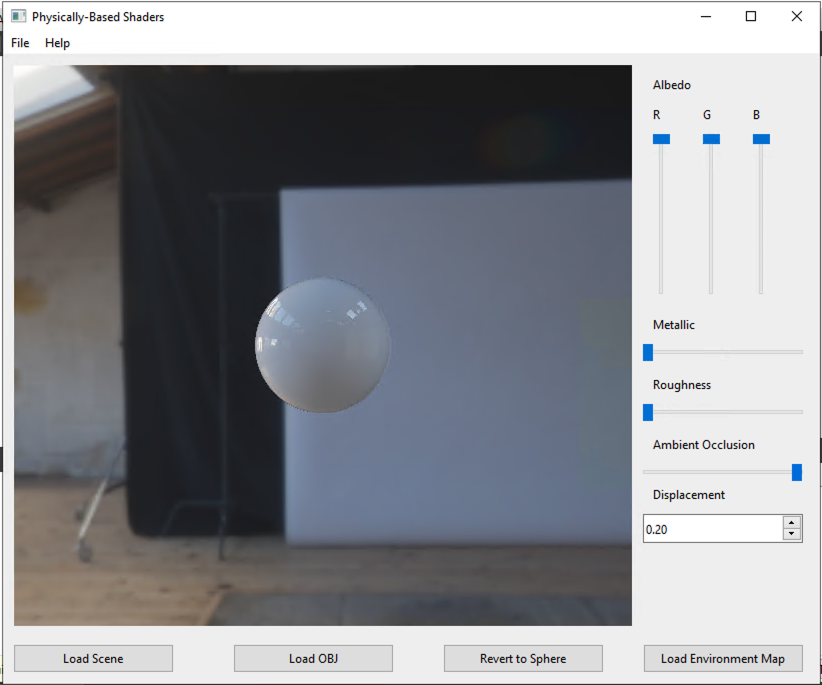 Physically-Based Shaders
File Help
Albedo
R G B
Metallic
Roughness
Ambient Occlusion
Displacement
0.20
Load Scene Load OBJ Revert to Sphere Load Environment Map